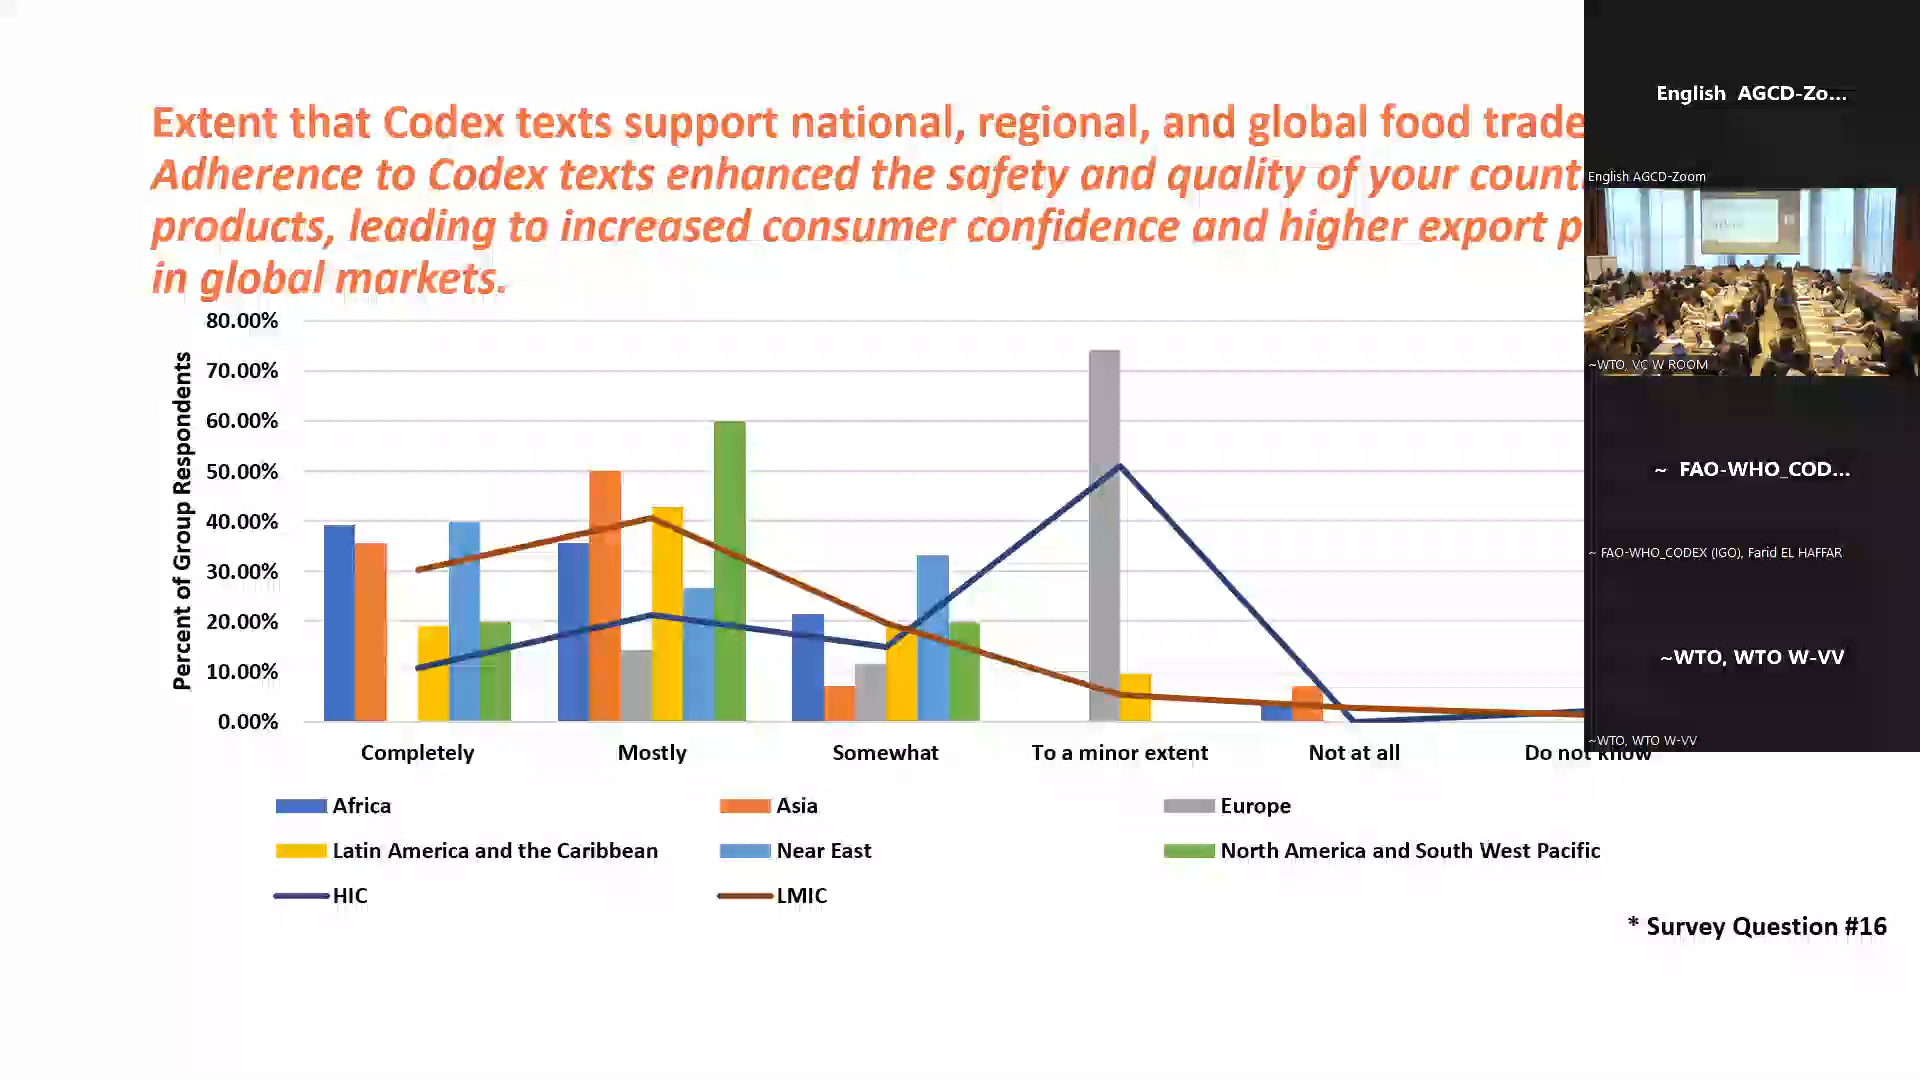 Extent that Codex texts support national, regional, and global food trade
Adherence to Codex texts enhanced the safety and quality of your count
products, leading to increased consumer confidence and higher export p
in global markets.
80.00%
70.00%
60.00%
50.00%
40.00%
30.00%
20.00%
10.00%
0.00%
Percent of Group Respondents
Completely Mostly Somewhat To a minor extent Not at all Do not know
Africa Asia Europe
Latin America and the Caribbean Near East North America and South West Pacific
HIC LMIC
* Survey Question #16
English AGCD-Zo...
English AGCD-Zoom
~WTO, VC W ROOM
~ FAO-WHO_COD...
~ FAO-WHO_CODEX (IGO), Farid EL HAFFAR
~WTO, WTO W-VV
~WTO, WTO W-VV